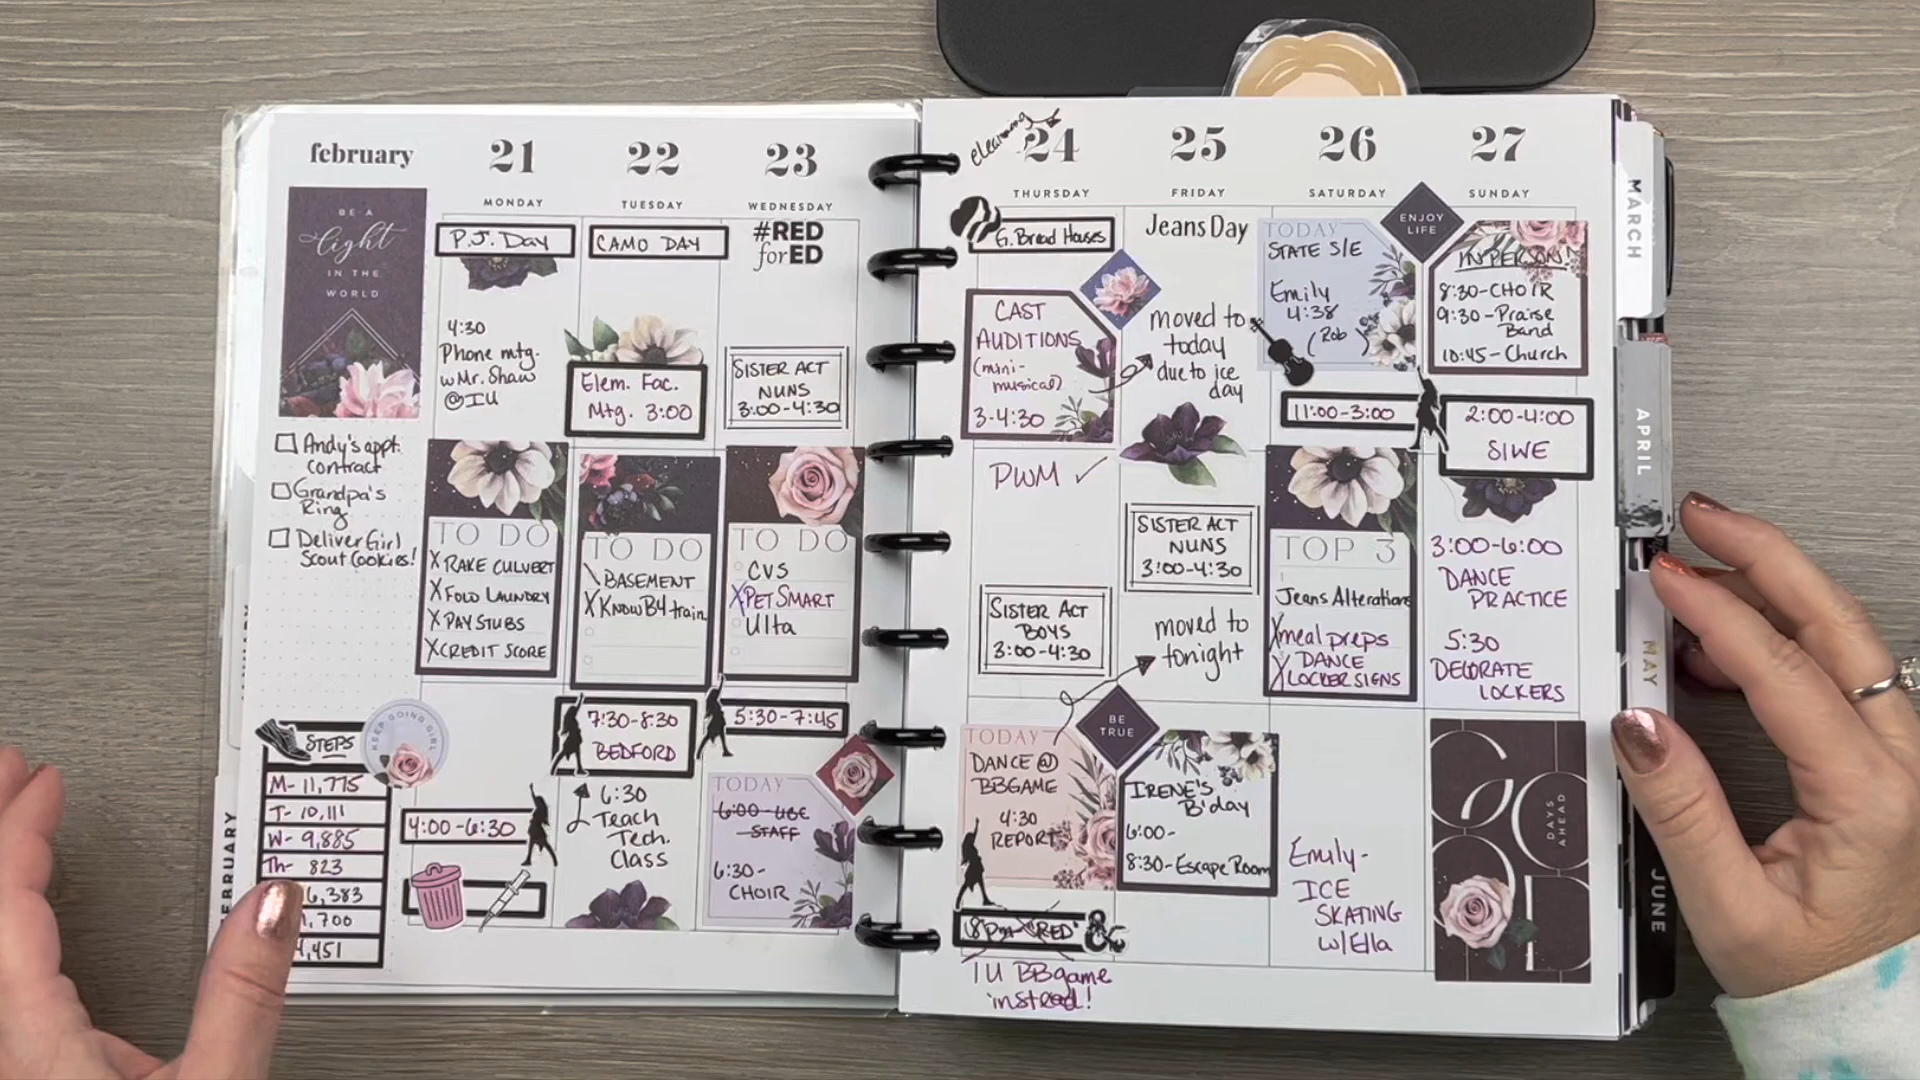 february
BE A
light
IN THE
WORLD
Andy's appt.
contract
Grandpa's
Ring
Deliver Girl
Scout Cookies!
STEPS
KEEP GOING GIRL
M- 11,775
T- 10,111
W- 9,885
Th- 823
6,383
,700
4,451
21
MONDAY
P.J. Day
4:30
Phone mtg.
w Mr. Shaw
@IU
TO DO
X RAKE CULVERT
X FOLD LAUNDRY
X PAY STUBS
X CREDIT SCORE
4:00-6:30
22
TUESDAY
CAMO DAY
Elem. Fac.
Mtg. 3:00
TO DO
\ BASEMENT
X KNOWB4 train.
7:30-8:30
BEDFORD
6:30
Teach
Tech.
Class
23
WEDNESDAY
#RED
forED
SISTER ACT
NUNS
3:00-4:30
TO DO
CVS
X PETSMART
Ulta
5:30-7:45
TODAY
6:00-UBC
STAFF
6:30-
CHOIR
elearning
24
THURSDAY
G. Bread Houses
CAST
AUDITIONS
(mini-
musical)
3-4:30
PWM ✓
SISTER ACT
BOYS
3:00-4:30
TODAY
DANCE @
BBGAME
4:30
REPORT
8pm "RED"
IU BBgame
instead!
25
FRIDAY
Jeans Day
moved to
today
due to ice
day
SISTER ACT
NUNS
3:00-4:30
moved to
tonight
BE
TRUE
IRENE'S
B'day
6:00-
8:30-Escape Room
26
SATURDAY
TODAY
STATE S/E
Emily
4:38
(Rob)
11:00-3:00
TOP 3
Jeans Alterations
X meal preps
X DANCE
LOCKER SIGNS
Emily-
ICE
SKATING
w/Ella
ENJOY
LIFE
27
SUNDAY
IN PERSON!
8:30-CHOIR
9:30-Praise
Band
10:45-Church
2:00-4:00
SIWE
3:00-6:00
DANCE
PRACTICE
5:30
DECORATE
LOCKERS
GOOD
DAYS
AHEAD
MARCH
APRIL
MAY
JUNE
FEBRUARY